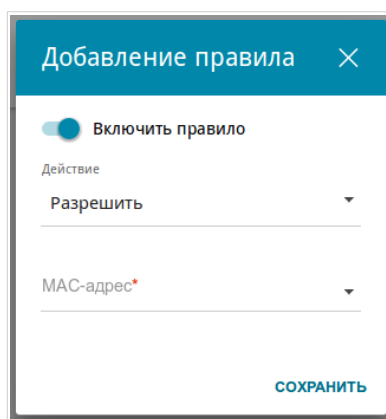 Добавление правила
Включить правило
Действие
Разрешить
MAC-адрес*
СОХРАНИТЬ